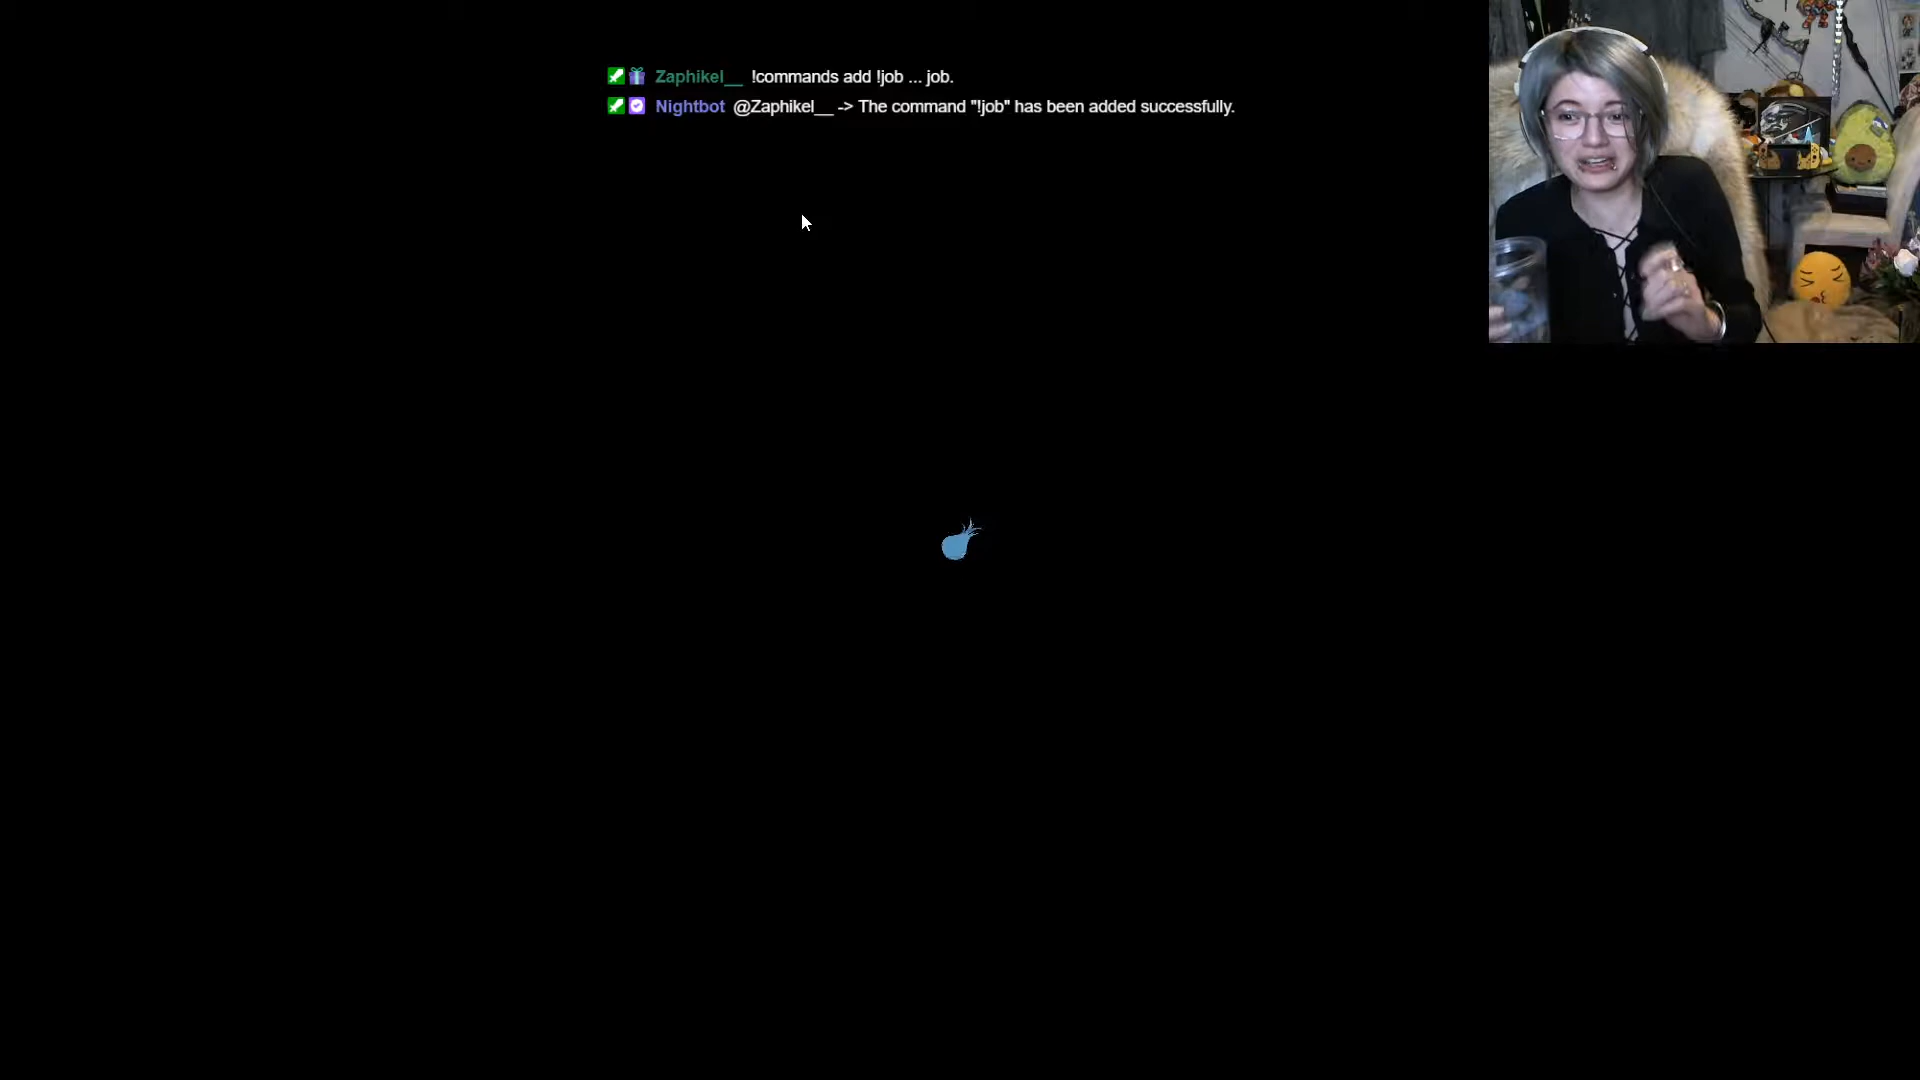 Zaphikel__ !commands add !job ... job.
Nightbot @Zaphikel__ -> The command "!job" has been added successfully.